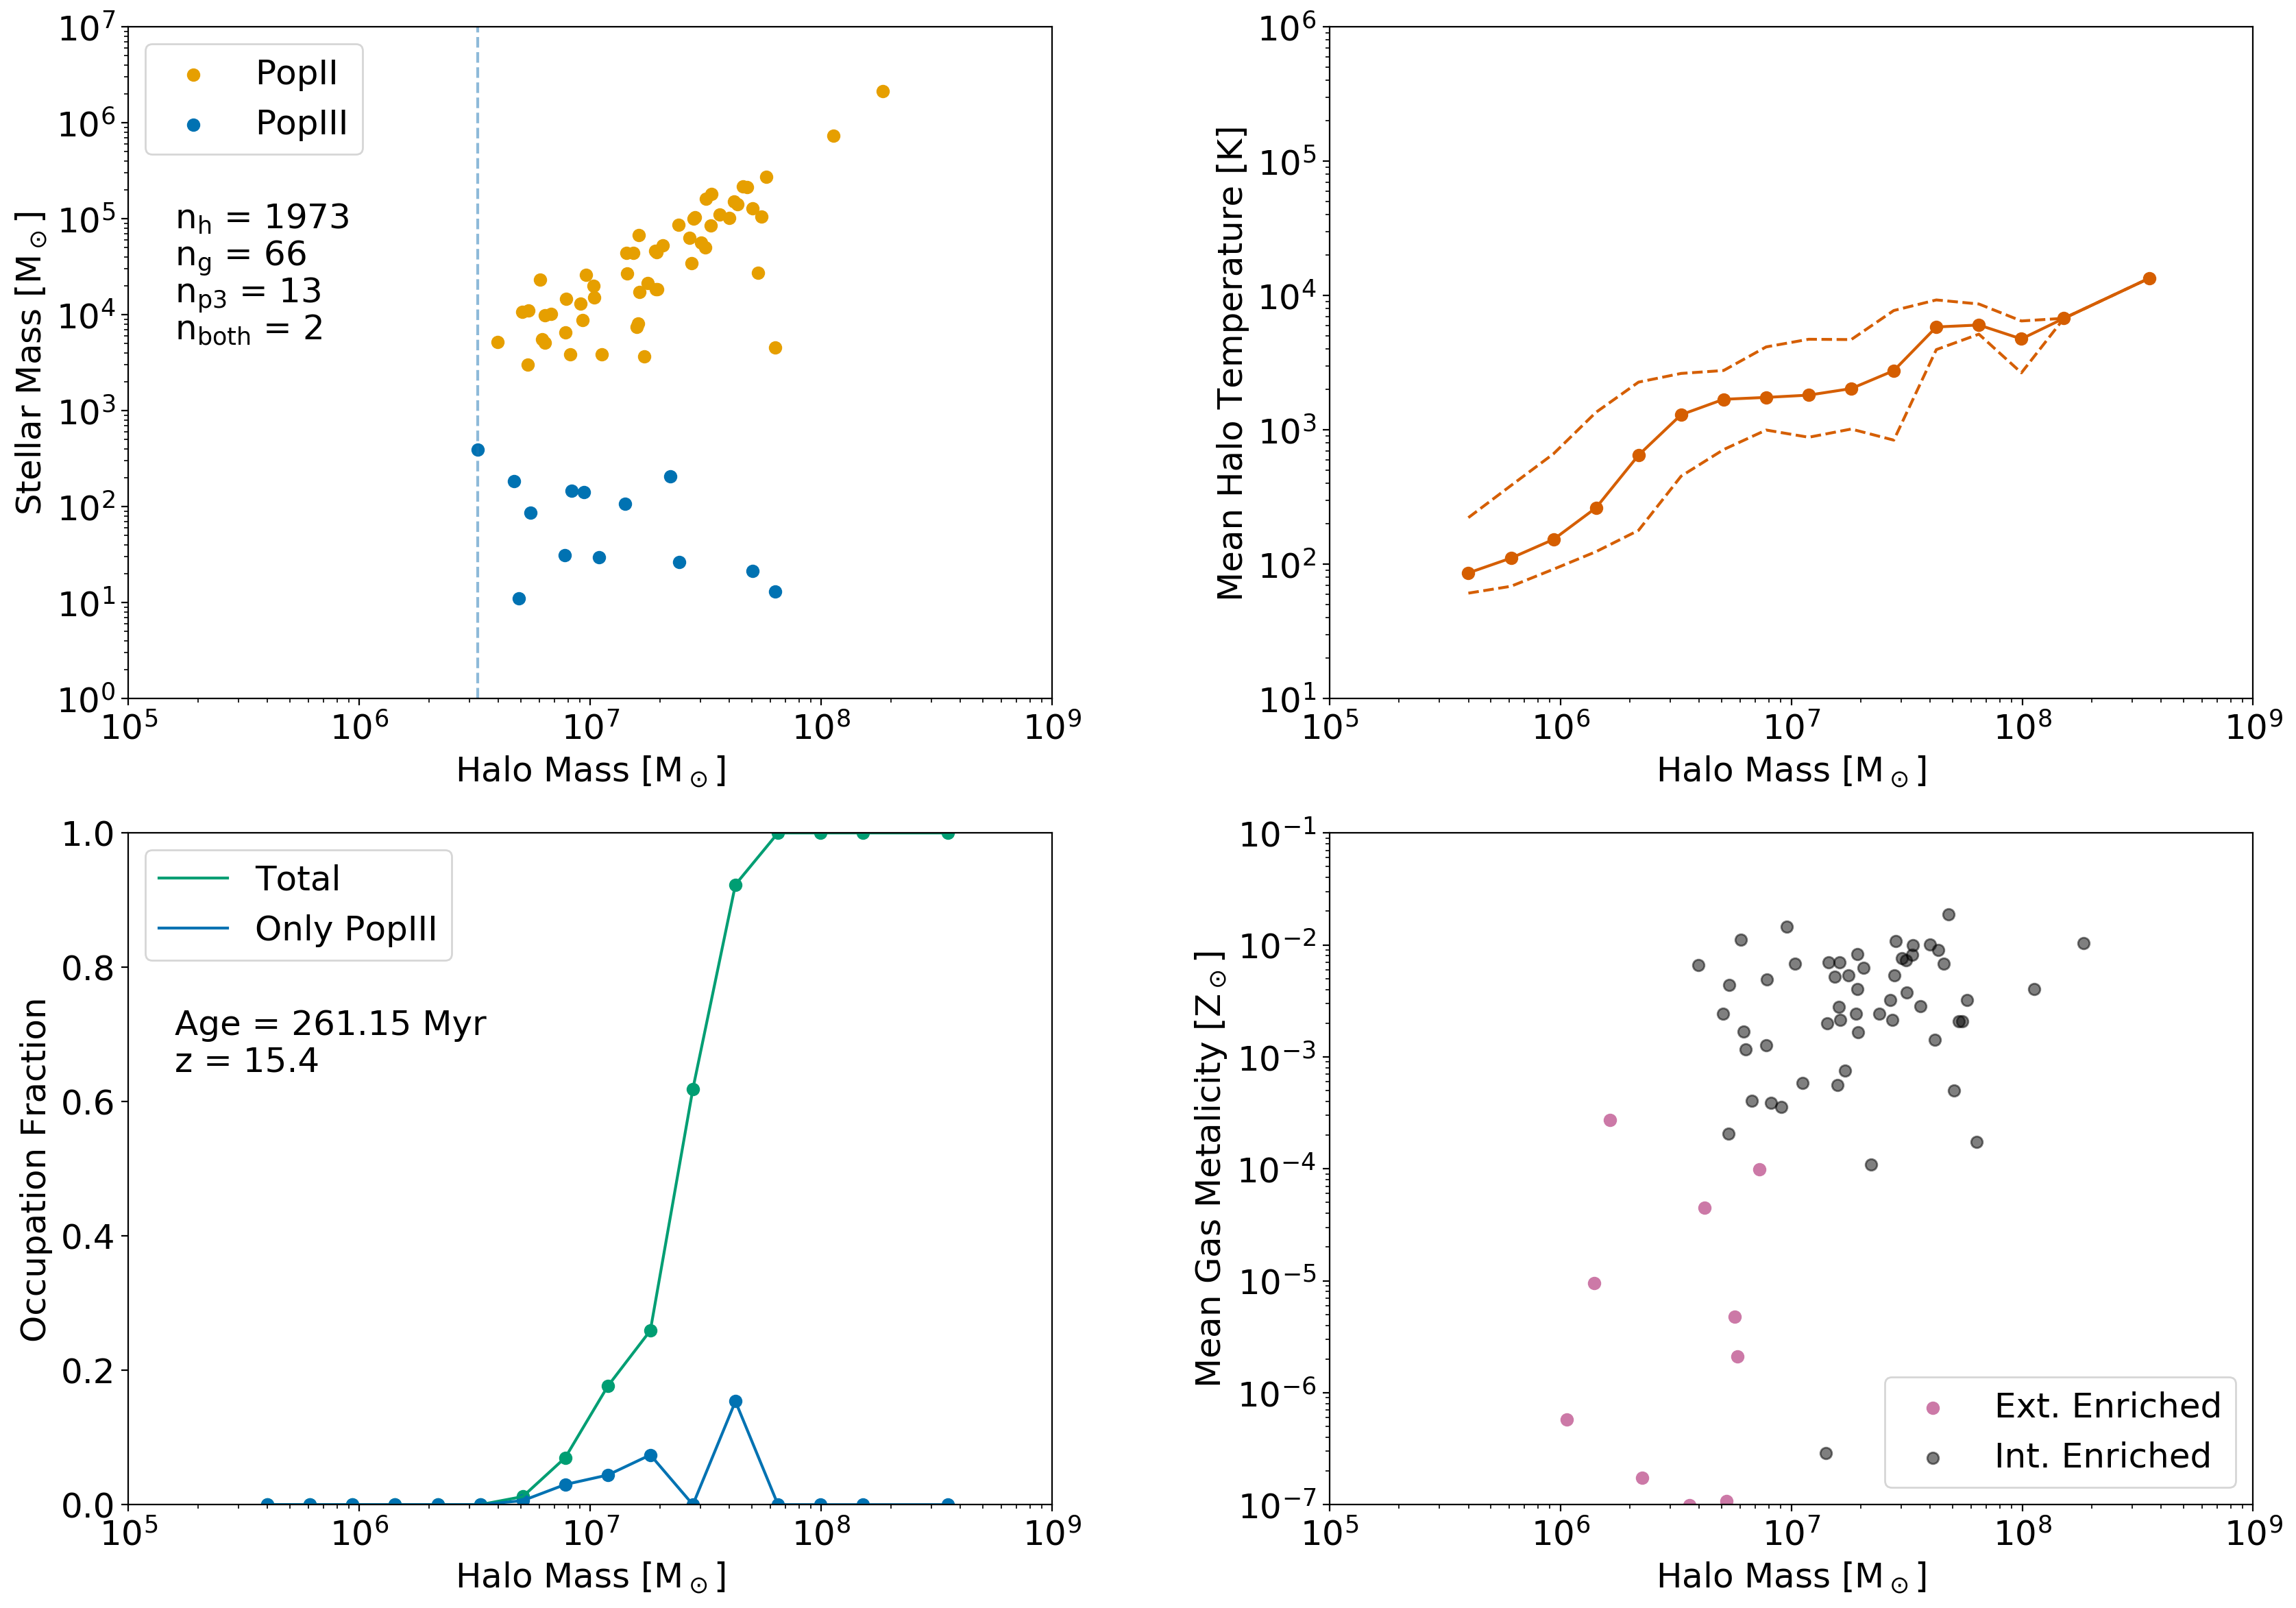 10^7
10^6
10^5
10^4
10^3
10^2
10^1
10^0
Stellar Mass [M_⊙]
PopII
PopIII
n_h = 1973
n_g = 66
n_p3 = 13
n_both = 2
10^5 10^6 10^7 10^8 10^9
Halo Mass [M_⊙]
10^6
10^5
10^4
10^3
10^2
10^1
Mean Halo Temperature [K]
10^5 10^6 10^7 10^8 10^9
Halo Mass [M_⊙]
1.0
0.8
0.6
0.4
0.2
0.0
Occupation Fraction
Total
Only PopIII
Age = 261.15 Myr
z = 15.4
10^5 10^6 10^7 10^8 10^9
Halo Mass [M_⊙]
10^−1
10^−2
10^−3
10^−4
10^−5
10^−6
10^−7
Mean Gas Metalicity [Z_⊙]
Ext. Enriched
Int. Enriched
10^5 10^6 10^7 10^8 10^9
Halo Mass [M_⊙]